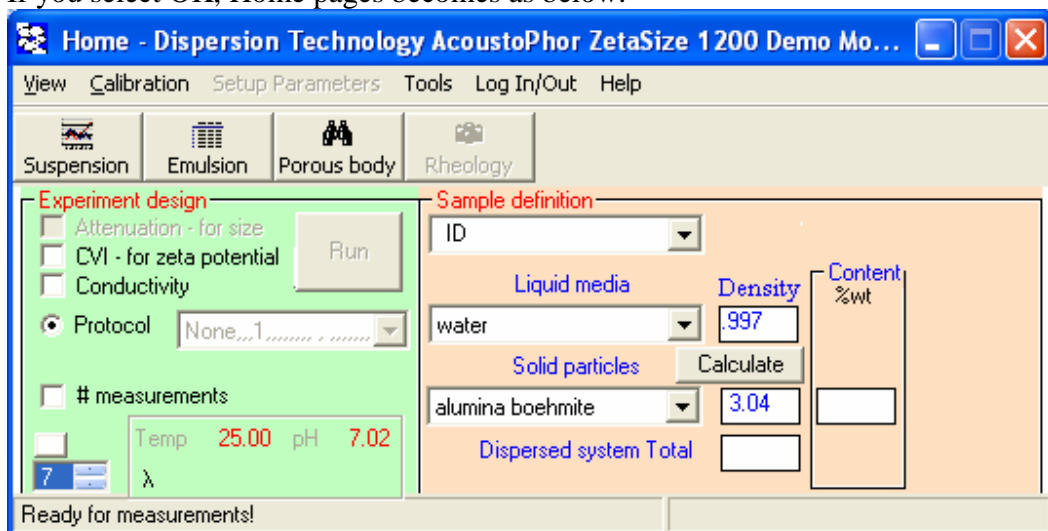 If you select OK, Home pages becomes as below:
Home - Dispersion Technology AcoustoPhor ZetaSize 1200 Demo Mo...
View Calibration Setup Parameters Tools Log In/Out Help
Suspension Emulsion Porous body Rheology
Experiment design
Attenuation - for size
CVI - for zeta potential
Conductivity
Run
Protocol None,,,1,,,,,,,,, , ,,,,,,,,
# measurements
Temp 25.00 pH 7.02
7
λ
Sample definition
ID
Liquid media Density
water .997
Solid particles Calculate
alumina boehmite 3.04
Dispersed system Total
Content
%wt
Ready for measurements!